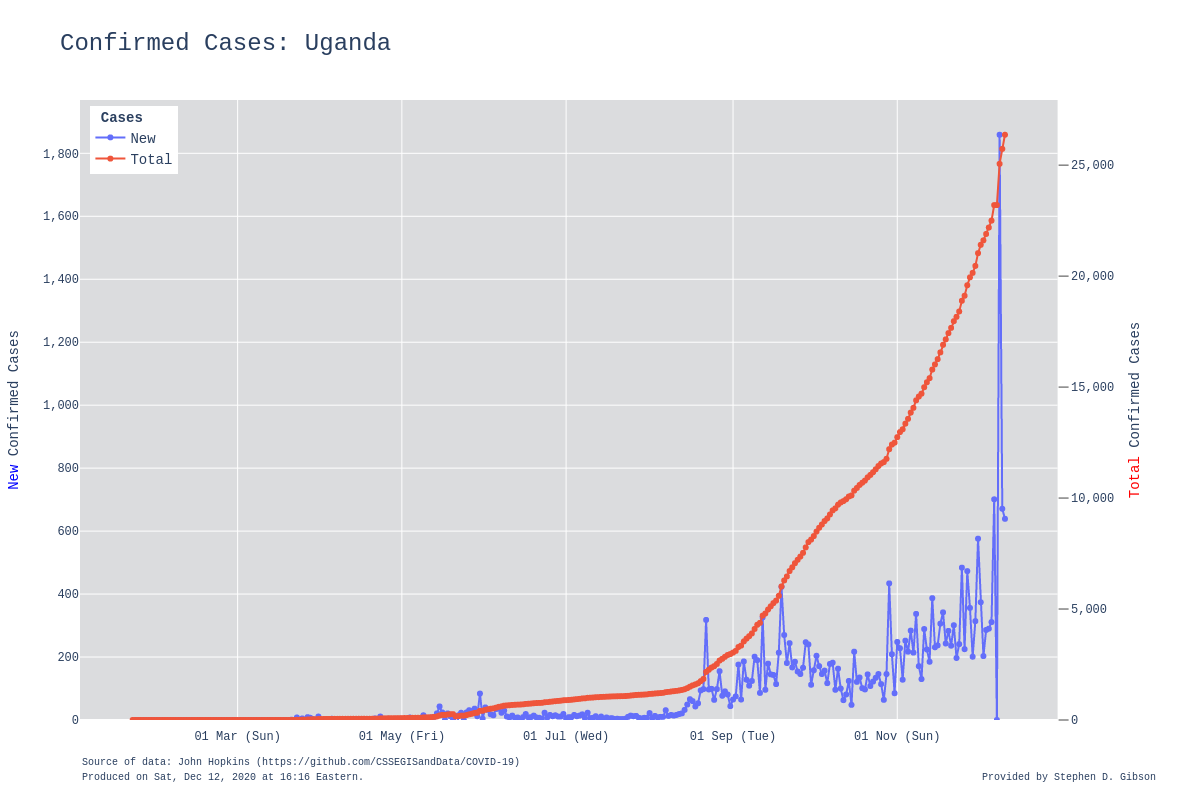 Confirmed Cases: Uganda
Cases
New
Total
1,800
1,600
1,400
1,200
1,000
800
600
400
200
0
New Confirmed Cases
25,000
20,000
15,000
10,000
5,000
0
Total Confirmed Cases
01 Mar (Sun)
01 May (Fri)
01 Jul (Wed)
01 Sep (Tue)
01 Nov (Sun)
Source of data: John Hopkins (https://github.com/CSSEGISandData/COVID-19)
Produced on Sat, Dec 12, 2020 at 16:16 Eastern.
Provided by Stephen D. Gibson